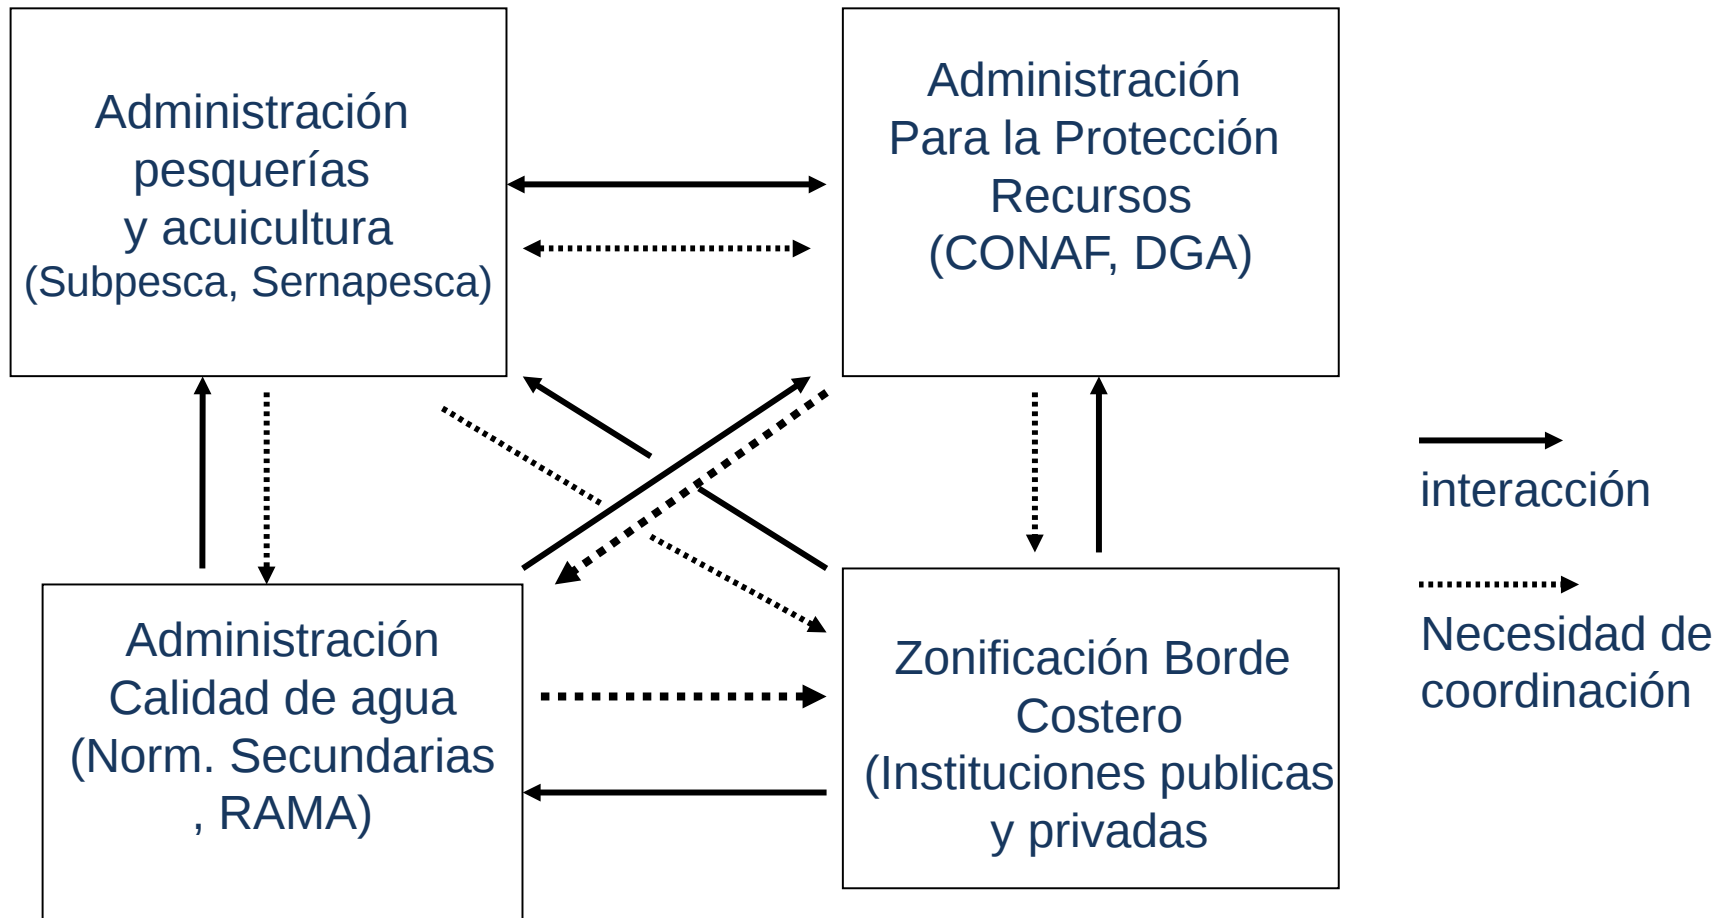 Administración
pesquerías
y acuicultura
(Subpesca, Sernapesca)
Administración
Para la Protección
Recursos
(CONAF, DGA)
interacción
Necesidad de
coordinación
Administración
Calidad de agua
(Norm. Secundarias
, RAMA)
Zonificación Borde
Costero
(Instituciones publicas
y privadas